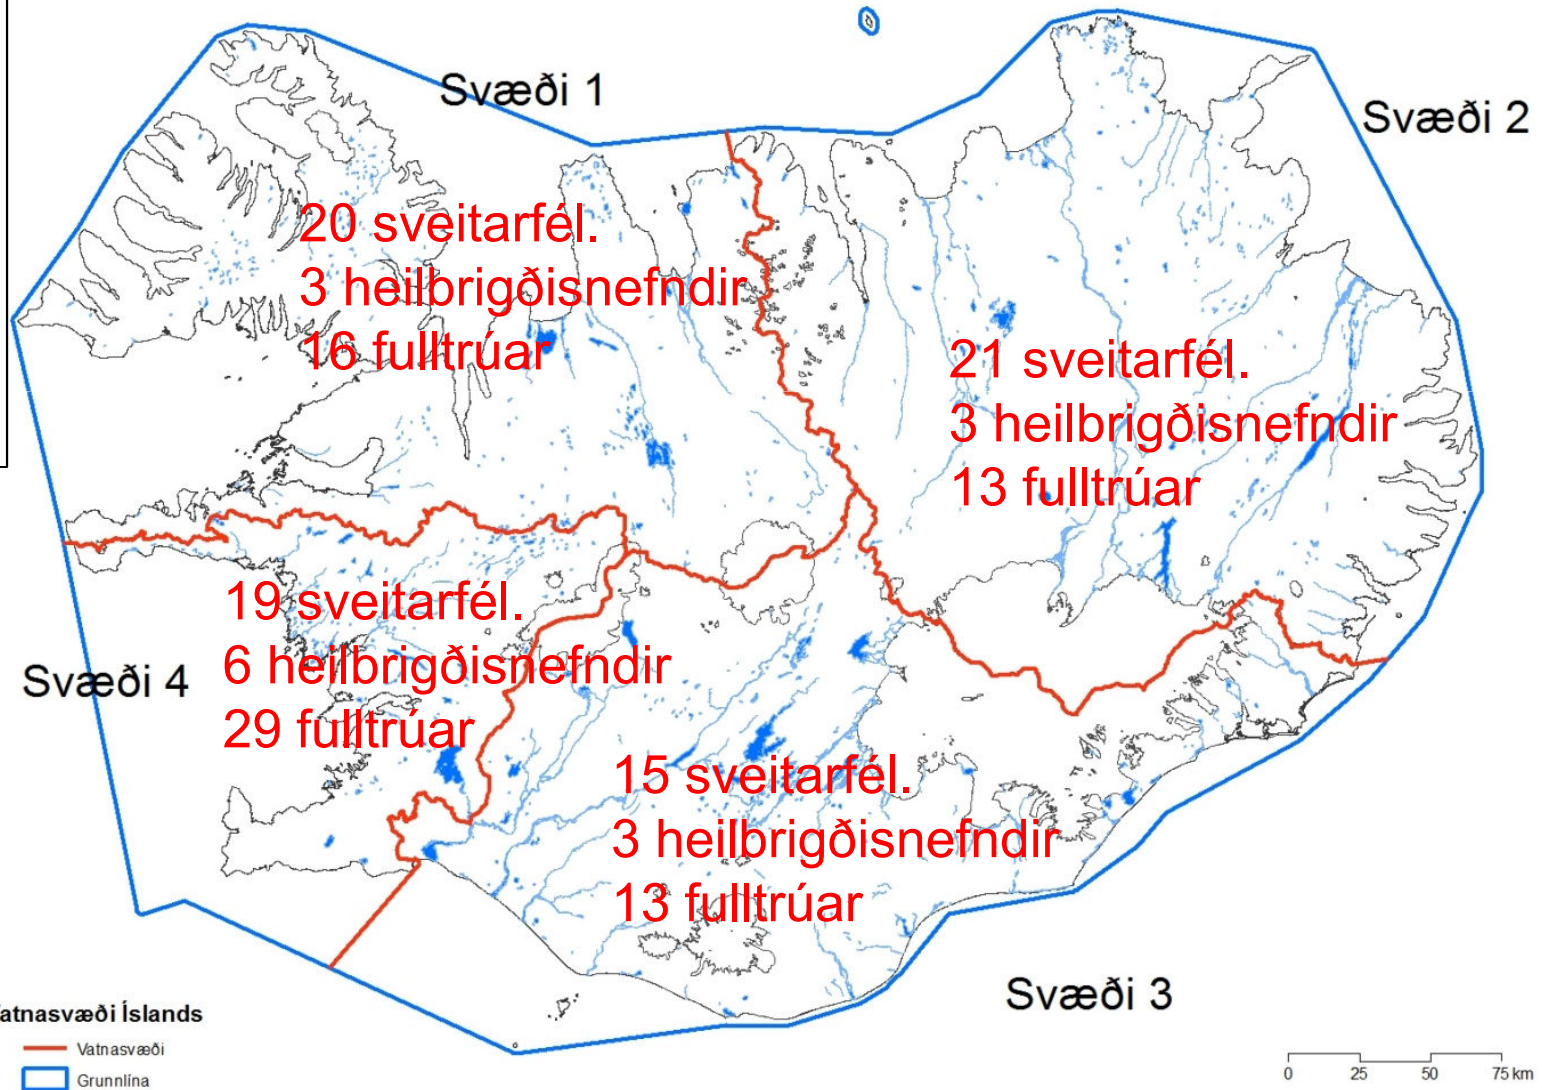 Svæði 1
Svæði 2
20 sveitarfél.
3 heilbrigðisnefndir
16 fulltrúar
21 sveitarfél.
3 heilbrigðisnefndir
13 fulltrúar
19 sveitarfél.
6 heilbrigðisnefndir
29 fulltrúar
Svæði 4
15 sveitarfél.
3 heilbrigðisnefndir
13 fulltrúar
Svæði 3
atnasvæði Íslands
Vatnasvæði
Grunnlína
0 25 50 75 km